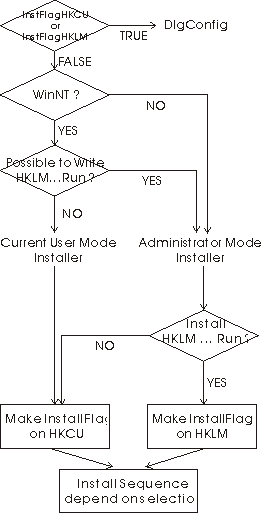 InstFlagHKCU
or
InstFlagHKLM
TRUE
DlgConfig
FALSE
WinNT ?
NO
YES
Possible to Write
HKLM...Run ?
YES
NO
Current User Mode
Installer
Administrator Mode
Installer
Install
HKLM ... Run?
NO
YES
Make InstallFlag
on HKCU
Make InstallFlag
on HKLM
Install Sequence
depend on selectio